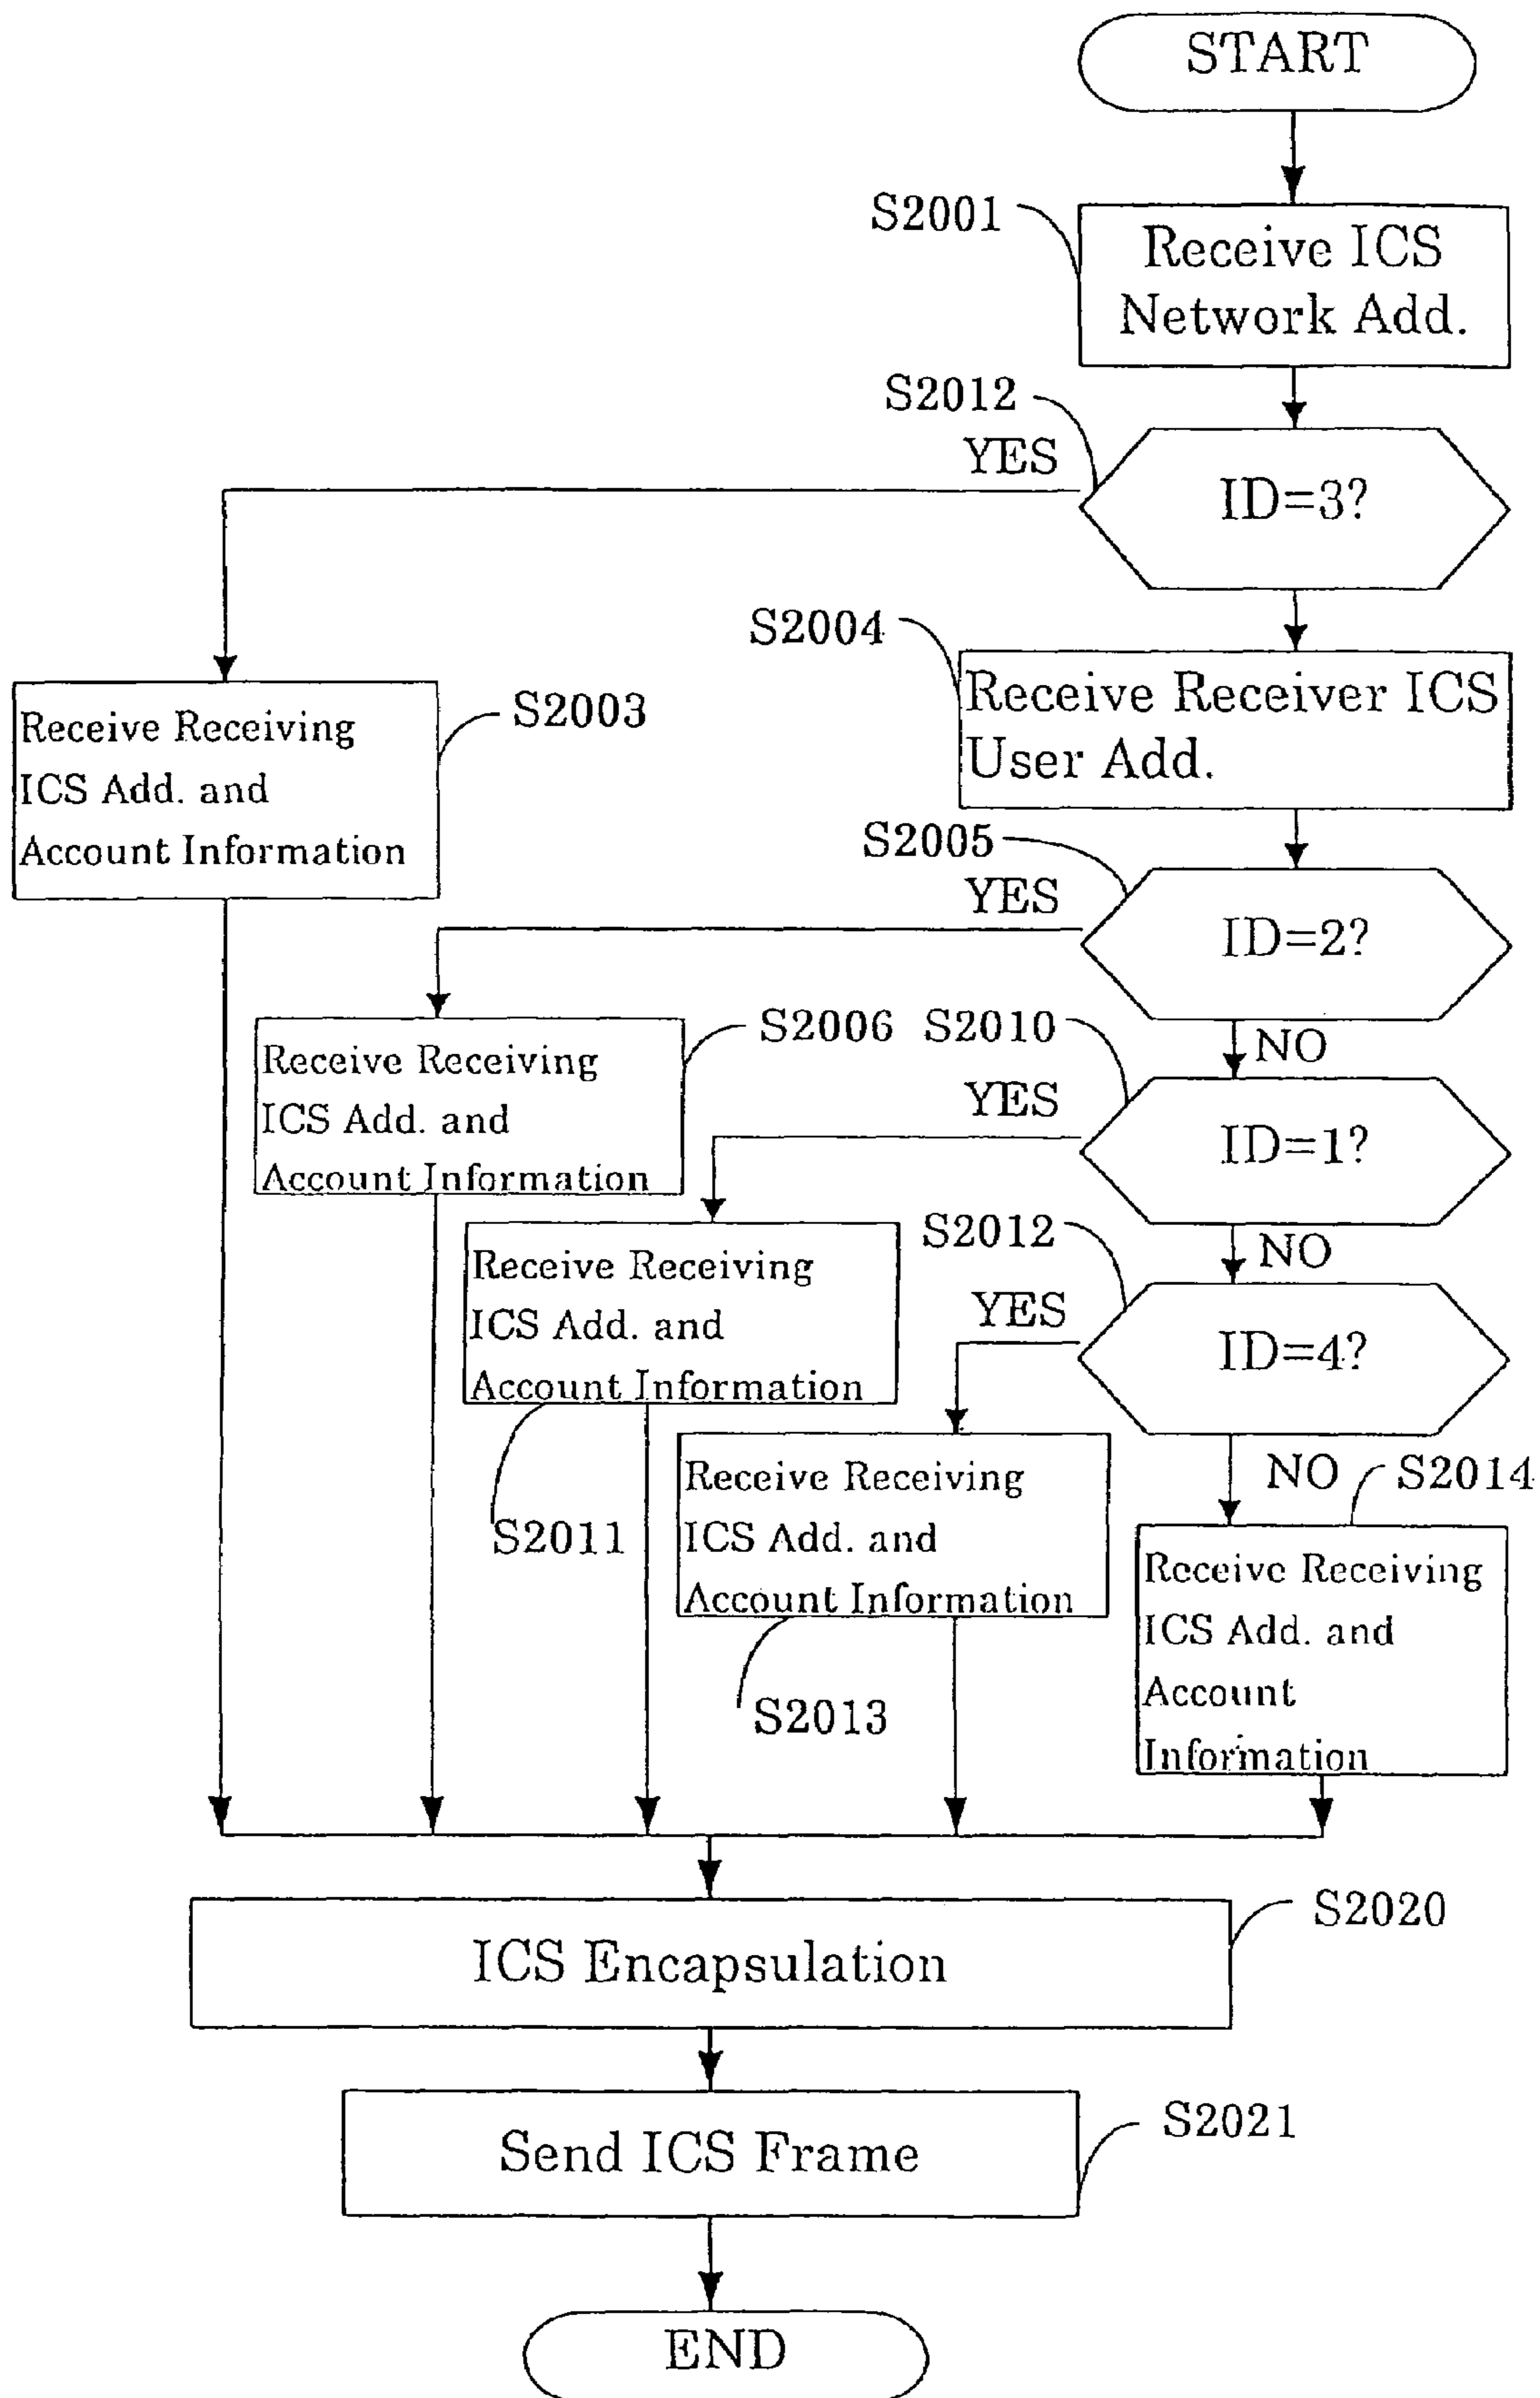 START
S2001
Receive ICS
Network Add.
S2012
YES
ID=3?
S2004
Receive Receiver ICS
User Add.
S2003
Receive Receiving
ICS Add. and
Account Information
S2005
YES
ID=2?
NO
S2006
Receive Receiving
ICS Add. and
Account Information
S2010
YES
ID=1?
NO
Receive Receiving
ICS Add. and
Account Information
S2011
S2012
YES
ID=4?
NO
S2014
Receive Receiving
ICS Add. and
Account Information
S2013
Receive Receiving
ICS Add. and
Account
Information
S2020
ICS Encapsulation
S2021
Send ICS Frame
END